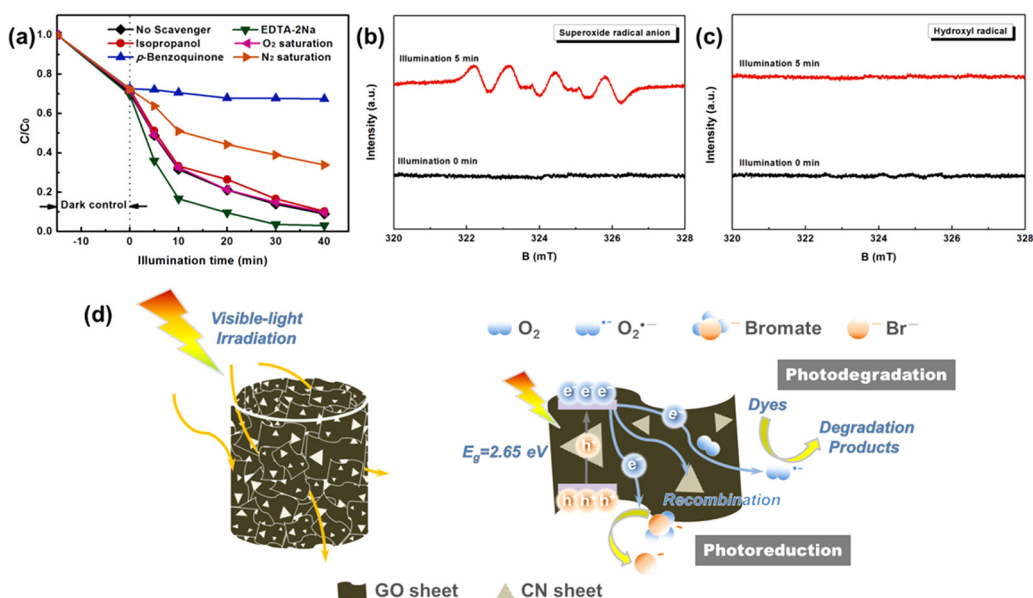 (a)
No Scavenger
EDTA-2Na
Isopropanol
O₂ saturation
p-Benzoquinone
N₂ saturation
C/C₀
1.0
0.8
0.6
0.4
0.2
0.0
Dark control
-10
0
10
20
30
40
Illumination time (min)
(b)
Superoxide radical anion
Illumination 5 min
Intensity (a.u.)
Illumination 0 min
320
322
324
326
328
B (mT)
(c)
Hydroxyl radical
Illumination 5 min
Intensity (a.u.)
Illumination 0 min
320
322
324
326
328
B (mT)
(d)
Visible-light
Irradiation
O₂
O₂•−
− Bromate
− Br−
Photodegradation
e− e− e−
Dyes
e−
Degradation
Products
Eg=2.65 eV
h+
e−
•−
Recombination
h+ h+ h+
−
−
Photoreduction
GO sheet
CN sheet